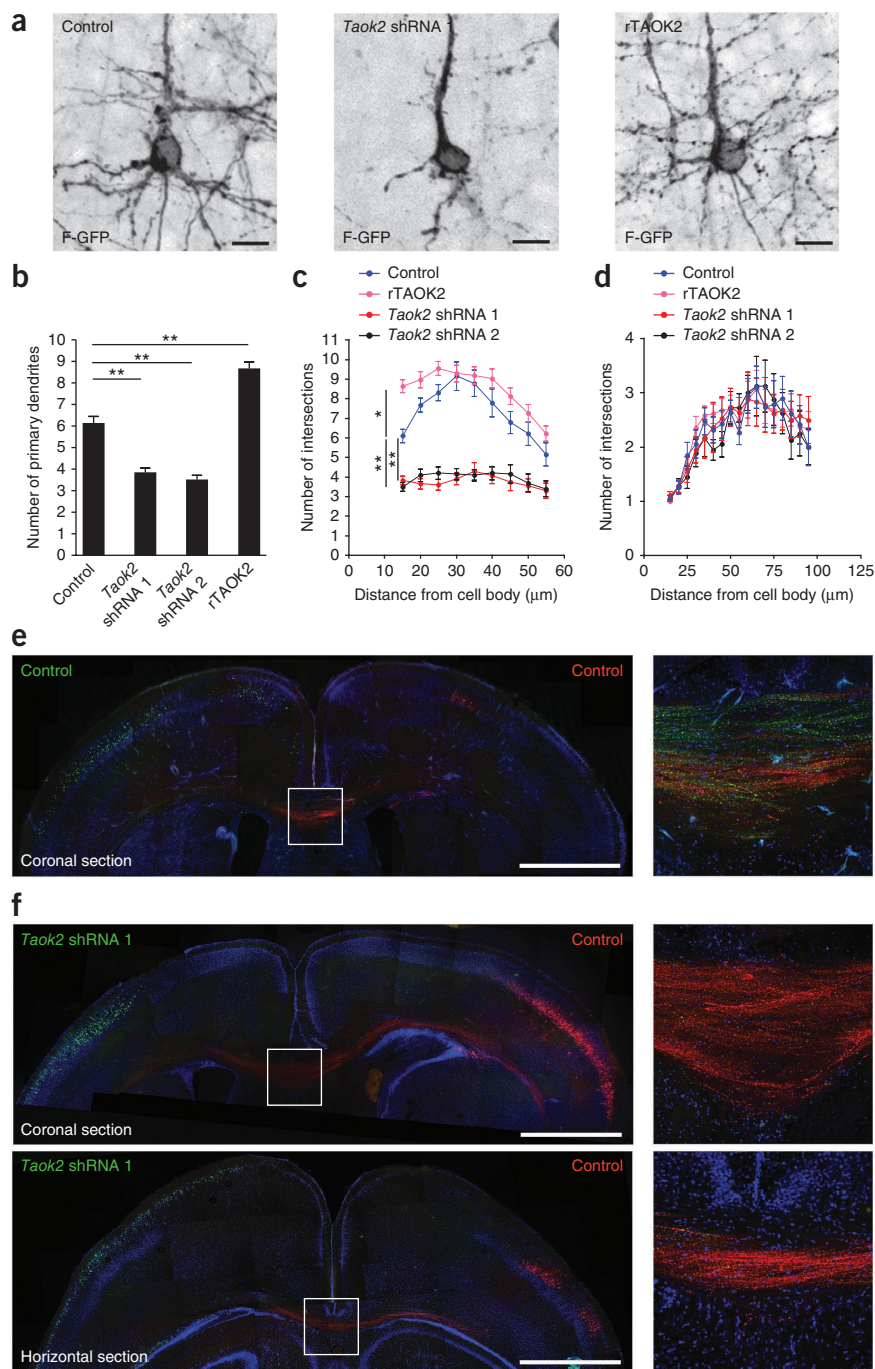 a
Control
Taok2 shRNA 1
rTAOK2
F-GFP
F-GFP
F-GFP
b
Number of primary dendrites
10
9
8
7
6
5
4
3
2
1
0
**
**
**
Control
Taok2 shRNA 1
Taok2 shRNA 2
rTAOK2
c
Control
rTAOK2
Taok2 shRNA 1
Taok2 shRNA 2
Number of intersections
11
10
9
8
7
6
5
4
3
2
1
0
*
**
**
0
10
20
30
40
50
60
Distance from cell body (μm)
d
Control
rTAOK2
Taok2 shRNA 1
Taok2 shRNA 2
Number of intersections
4
3
2
1
0
0
25
50
75
100
125
Distance from cell body (μm)
e
Control
Control
Coronal section
f
Taok2 shRNA 1
Control
Coronal section
Taok2 shRNA 1
Control
Horizontal section